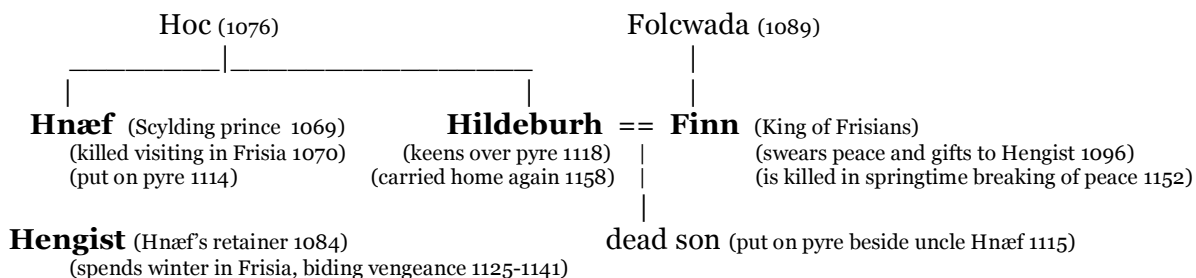 Hoc (1076) Folcwada (1089)
Hnæf (Scylding prince 1069) Hildeburh == Finn (King of Frisians)
(killed visiting in Frisia 1070) (keens over pyre 1118) (swears peace and gifts to Hengist 1096)
(put on pyre 1114) (carried home again 1158) (is killed in springtime breaking of peace 1152)
Hengist (Hnæf's retainer 1084) dead son (put on pyre beside uncle Hnæf 1115)
(spends winter in Frisia, biding vengeance 1125-1141)